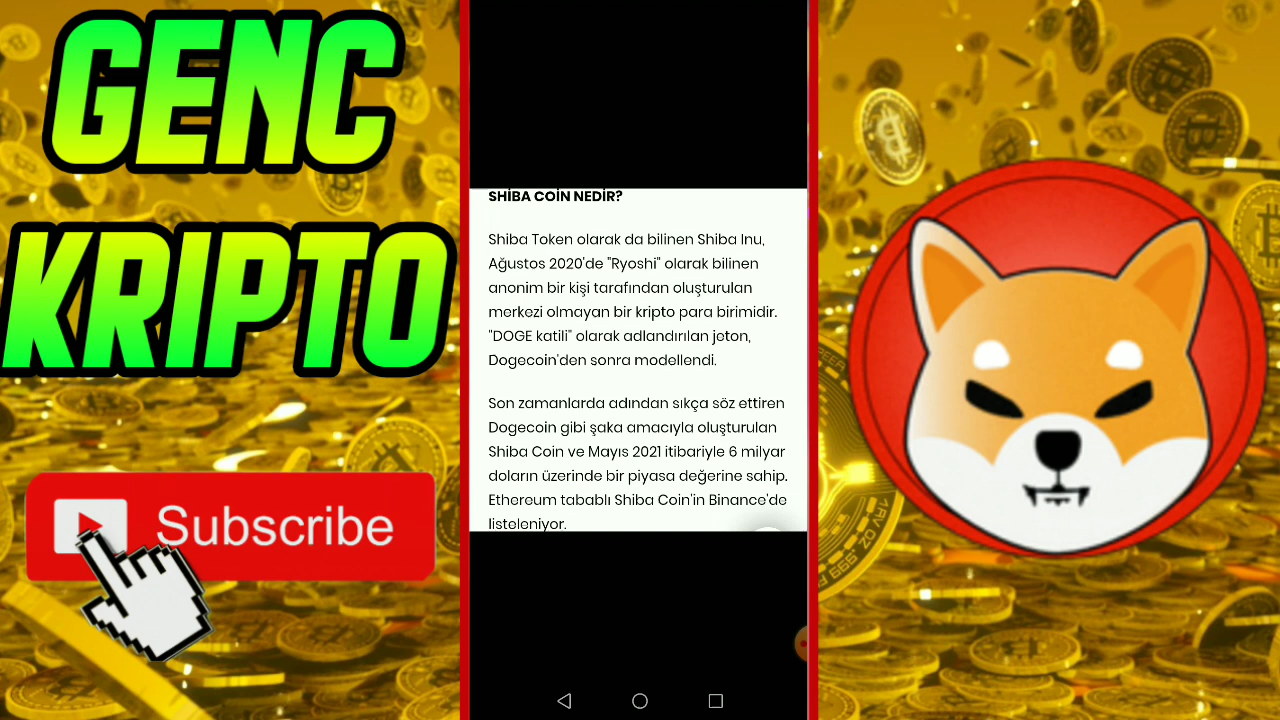 GENC
KRIPTO
Subscribe
SHİBA COİN NEDİR?
Shiba Token olarak da bilinen Shiba Inu,
Ağustos 2020'de "Ryoshi" olarak bilinen
anonim bir kişi tarafından oluşturulan
merkezi olmayan bir kripto para birimidir.
"DOGE katili" olarak adlandırılan jeton,
Dogecoin'den sonra modellendi.
Son zamanlarda adından sıkça söz ettiren
Dogecoin gibi şaka amacıyla oluşturulan
Shiba Coin ve Mayıs 2021 itibariyle 6 milyar
doların üzerinde bir piyasa değerine sahip.
Ethereum tabablı Shiba Coin'in Binance'de
listeleniyor.